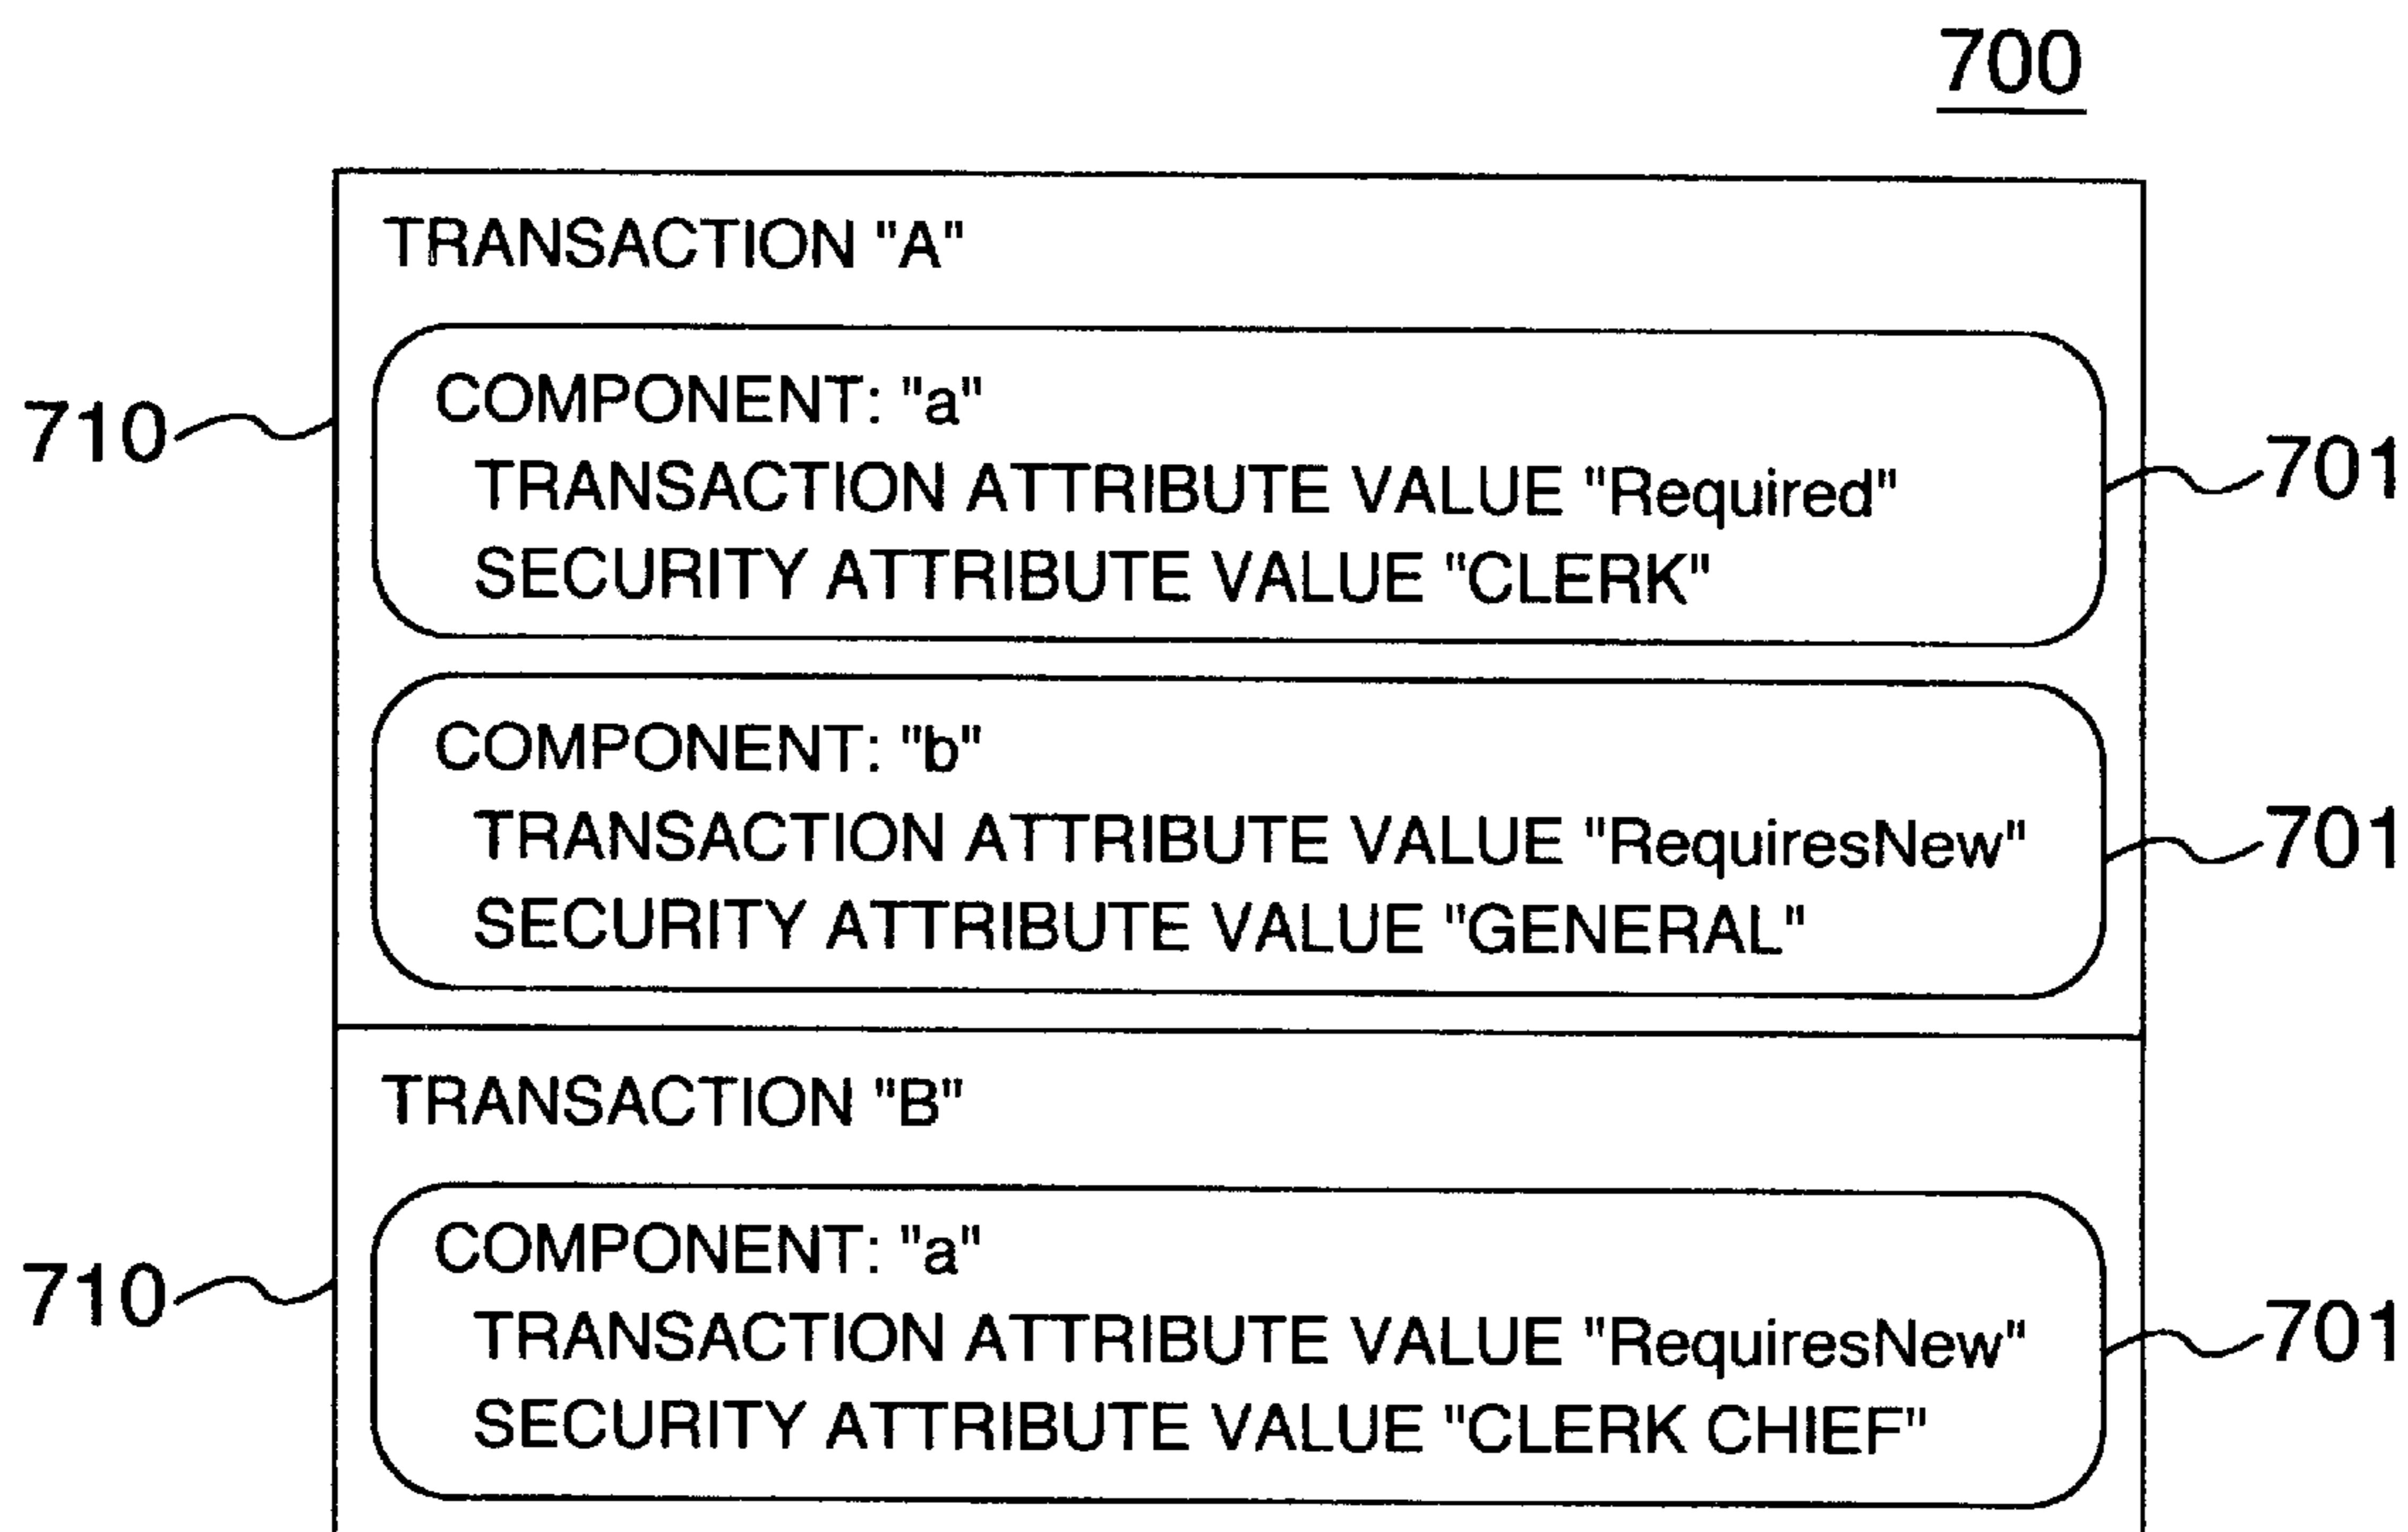 700
TRANSACTION "A"
710
COMPONENT: "a"
TRANSACTION ATTRIBUTE VALUE "Required"
SECURITY ATTRIBUTE VALUE "CLERK"
701
COMPONENT: "b"
TRANSACTION ATTRIBUTE VALUE "RequiresNew"
SECURITY ATTRIBUTE VALUE "GENERAL"
701
TRANSACTION "B"
710
COMPONENT: "a"
TRANSACTION ATTRIBUTE VALUE "RequiresNew"
SECURITY ATTRIBUTE VALUE "CLERK CHIEF"
701